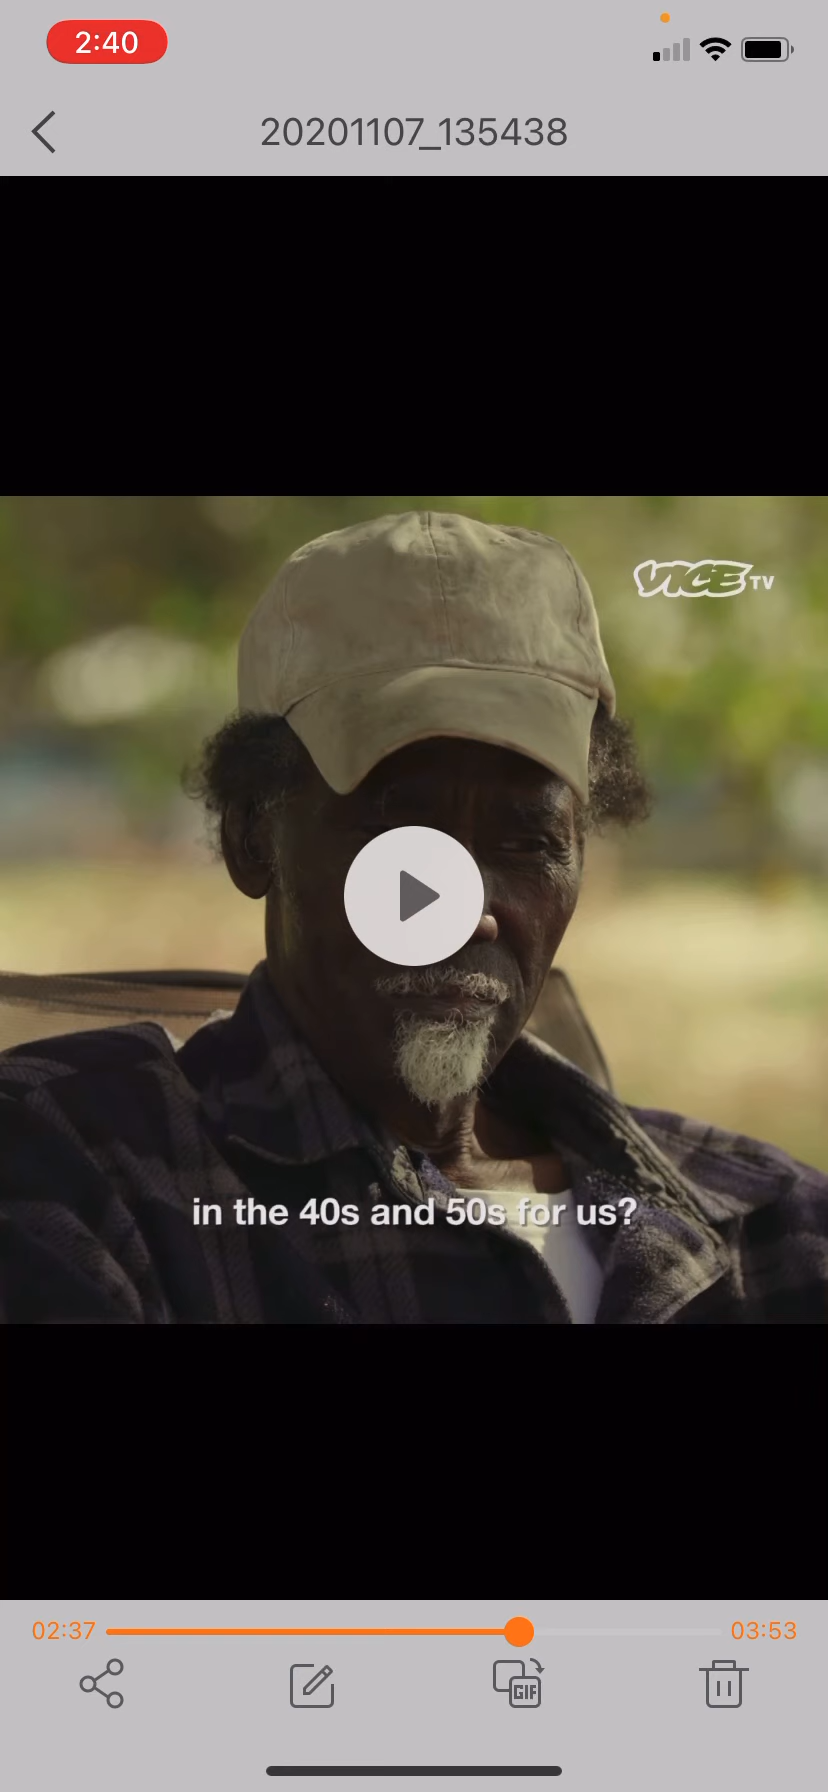 2:40
20201107_135438
VICE TV
in the 40s and 50s for us?
02:37
03:53
GIF